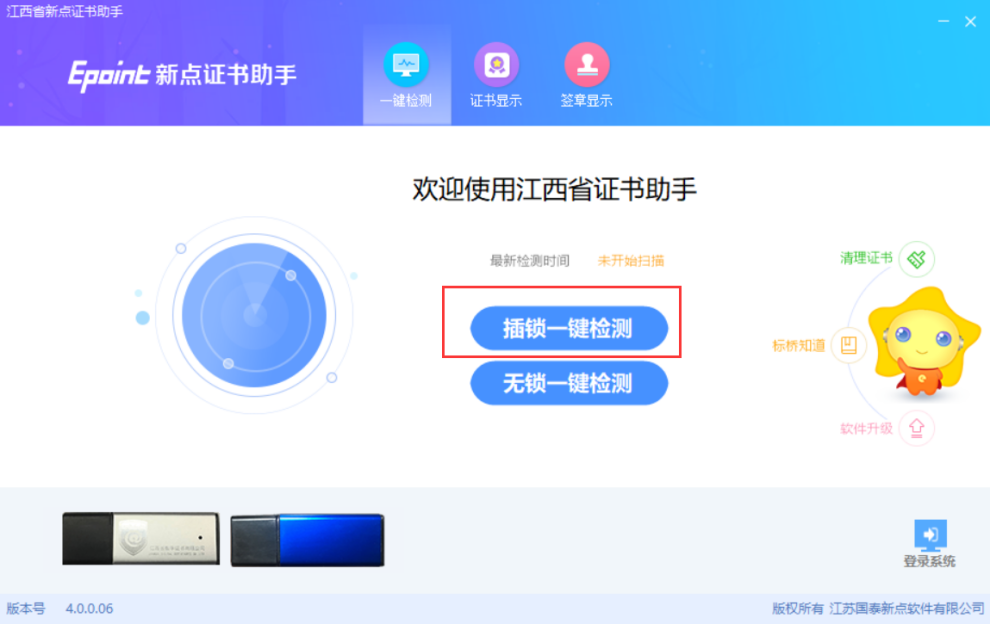 江西省新点证书助手
Epoint 新点证书助手
一键检测
证书显示
签章显示
欢迎使用江西省证书助手
最新检测时间 未开始扫描
插锁一键检测
无锁一键检测
清理证书
标桥知道
软件升级
登录系统
版本号 4.0.0.06
版权所有 江苏国泰新点软件有限公司